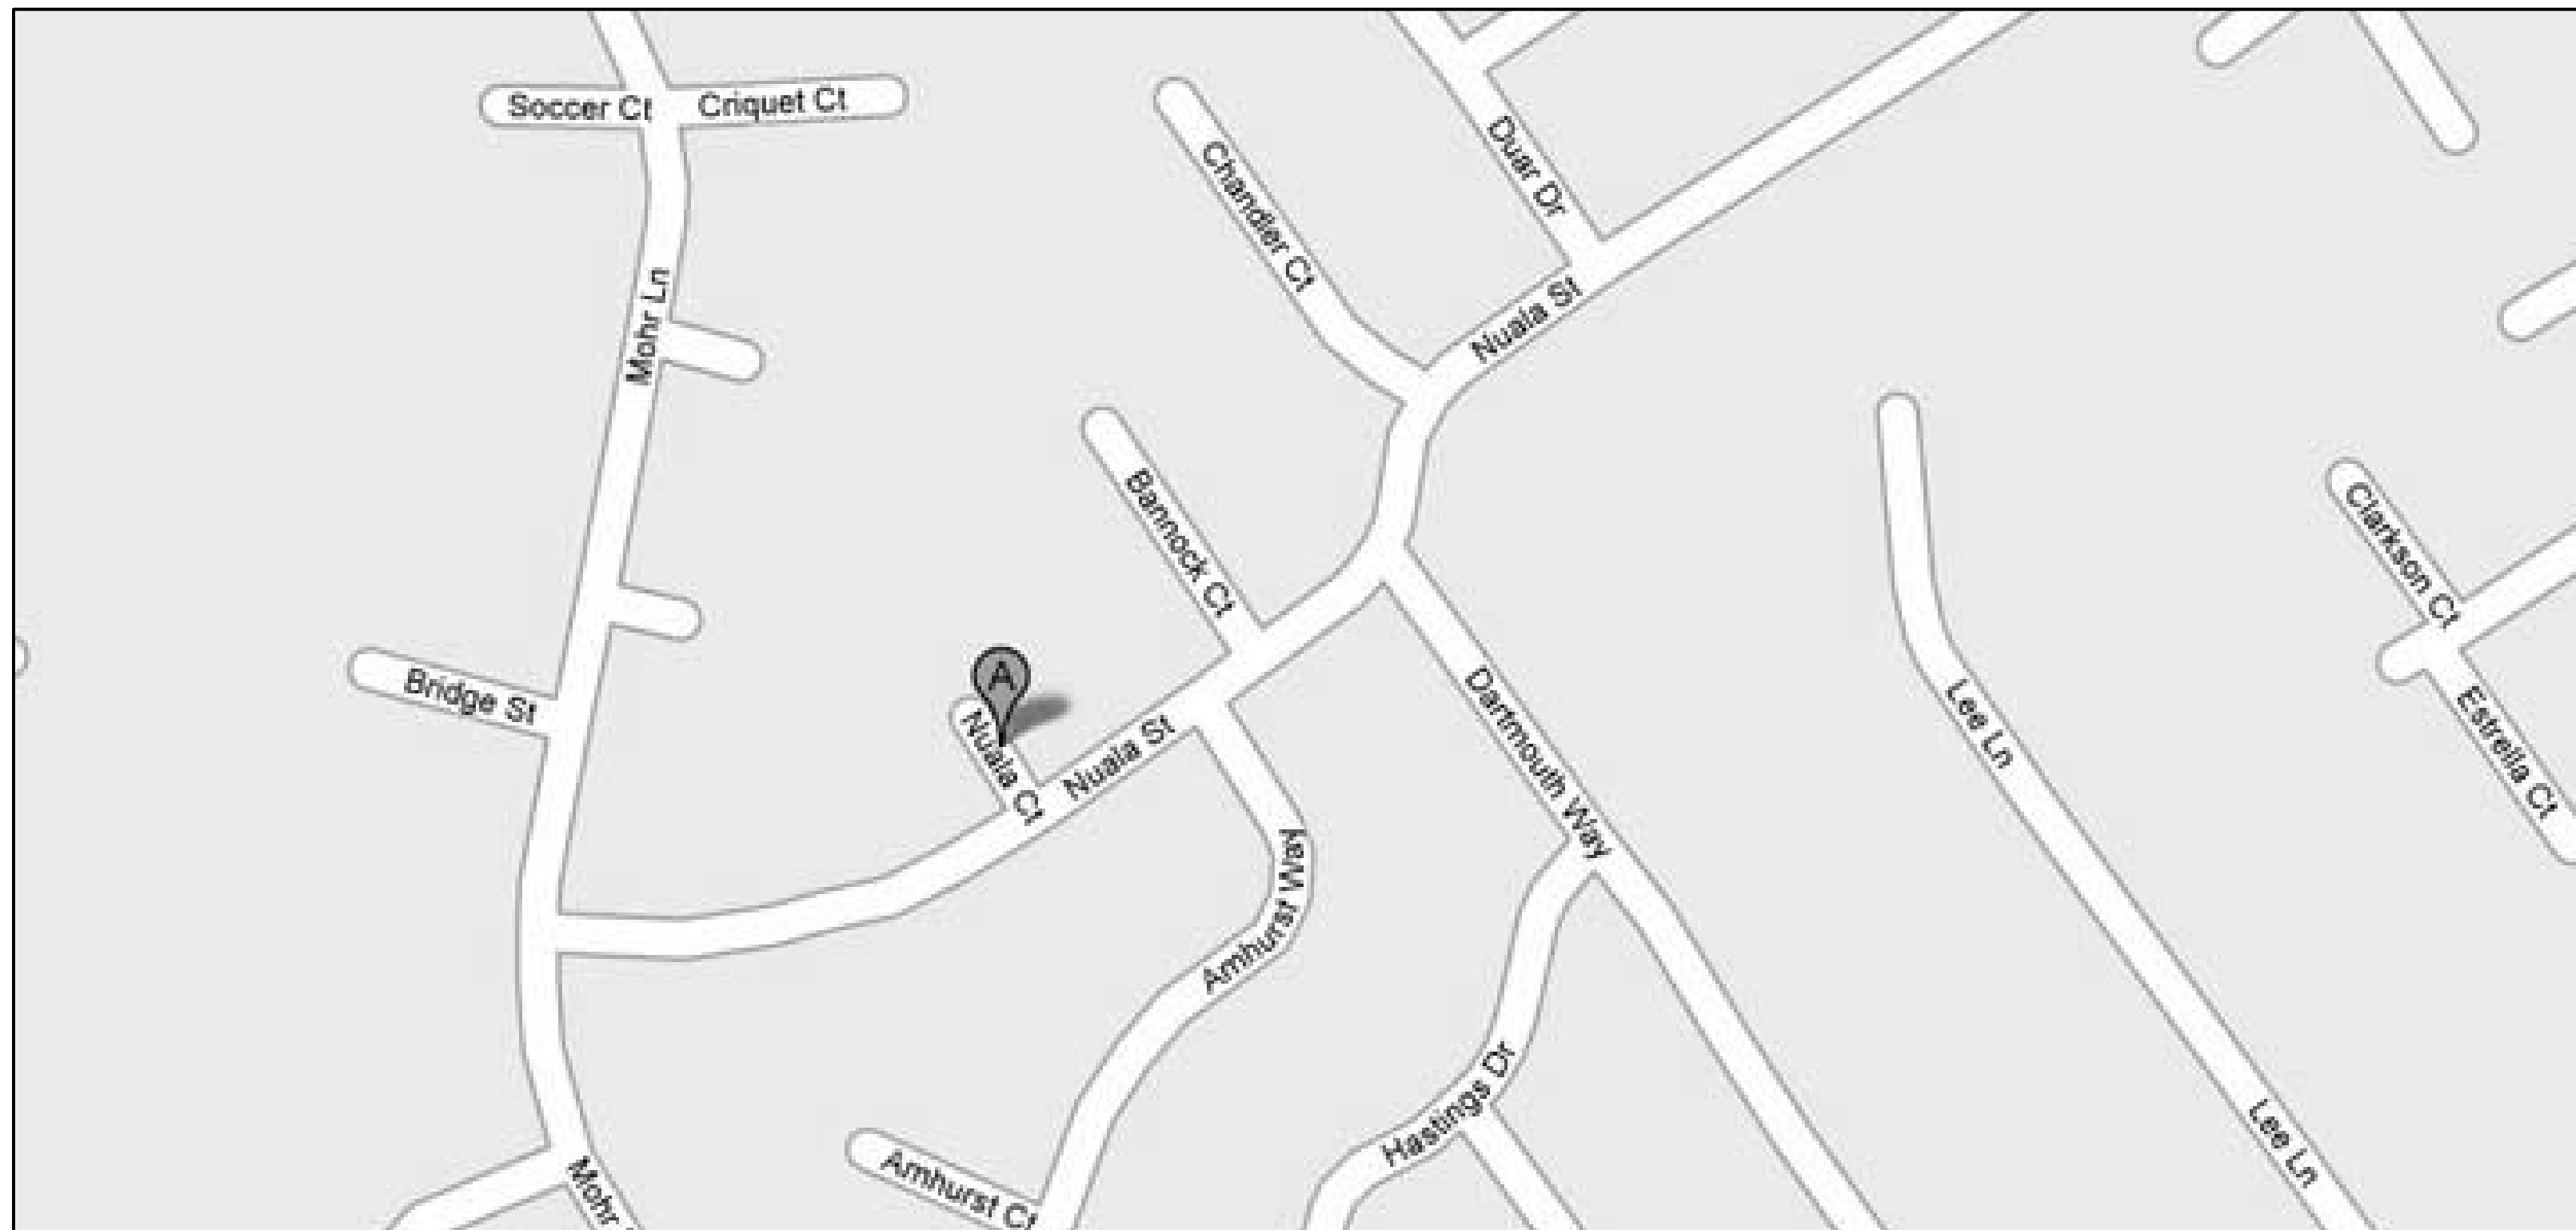 Soccer Ct
Criquet Ct
Duar Dr
Chandler Ct
Mohr Ln
Nuala St
Bannock Ct
Clarkson Ct
A
Bridge St
Nuala Ct
Nuala St
Dartmouth Way
Lee Ln
Estrella Ct
Amhurst Way
Hastings Dr
Lee Ln
Amhurst Ct
Mohr